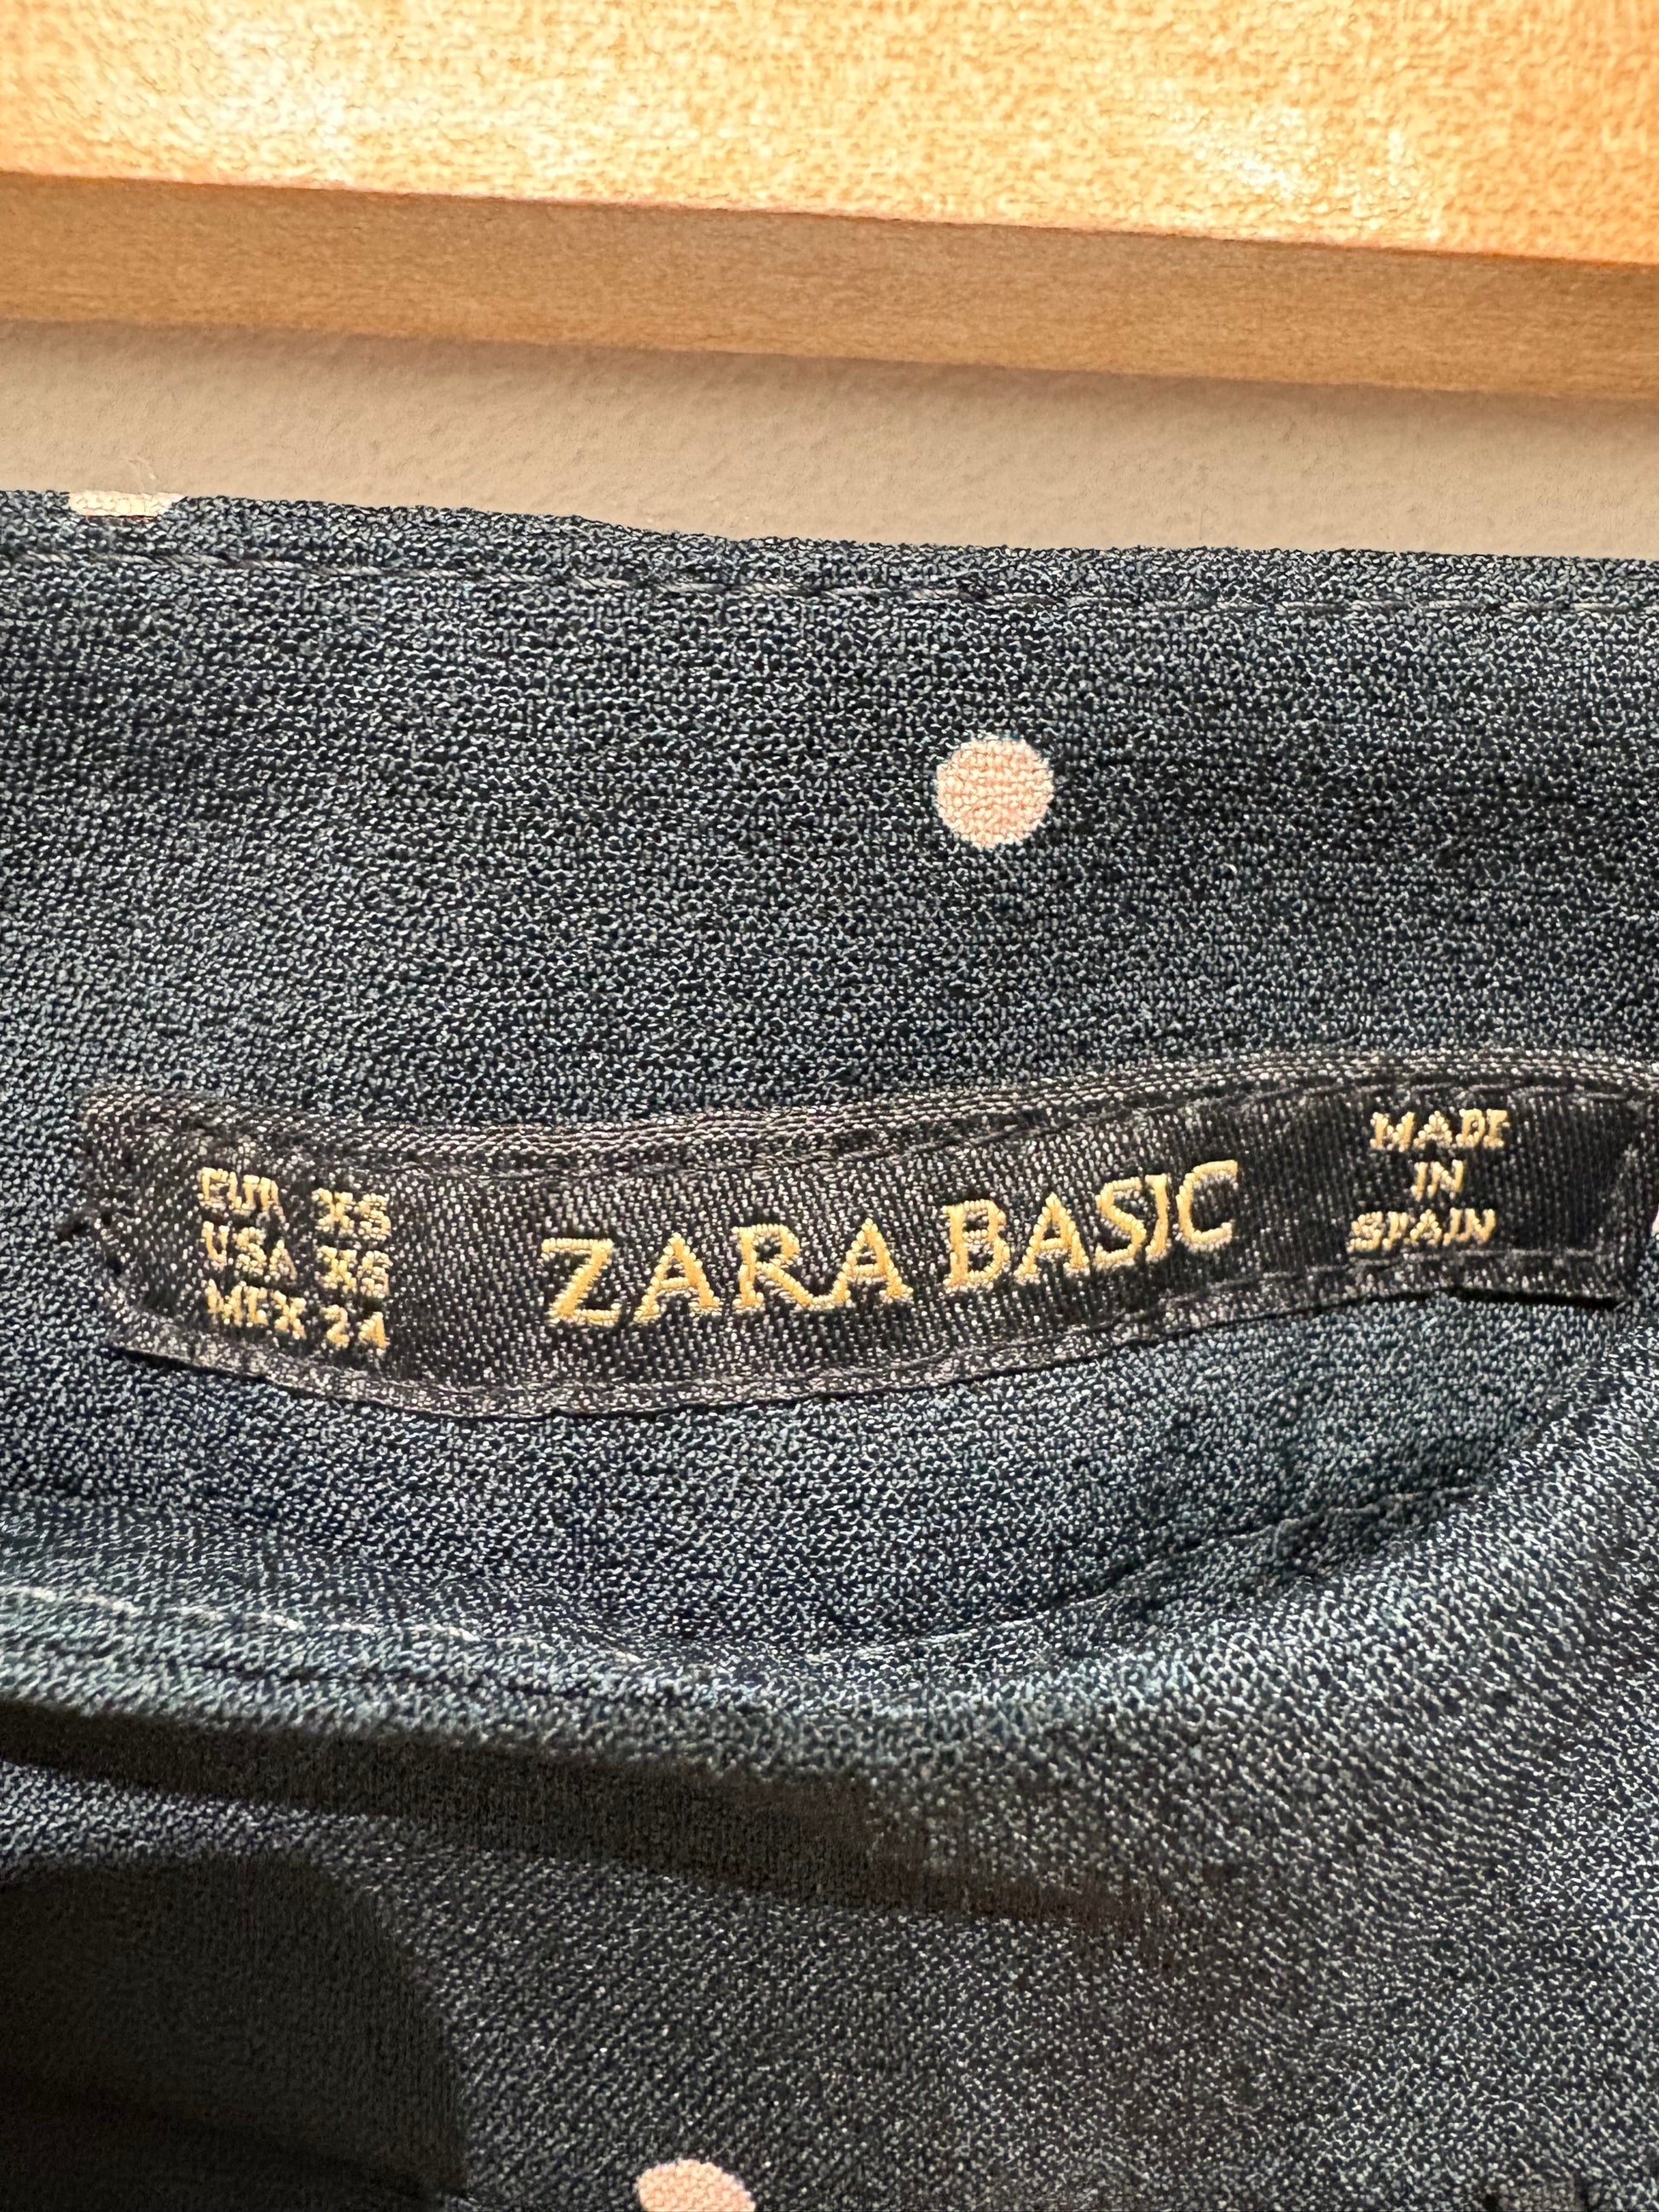 EUR XS
USA XS
MEX 24
ZARA BASIC
MADE
IN
SPAIN